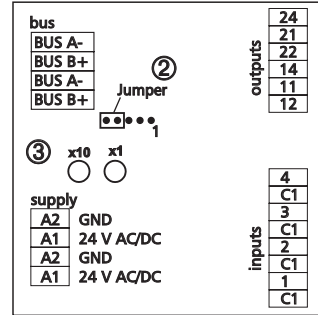 bus
BUS A-
BUS B+
BUS A-
BUS B+
②
Jumper
1
③
x10 x1
supply
A2 GND
A1 24 V AC/DC
A2 GND
A1 24 V AC/DC
outputs
24
21
22
14
11
12
inputs
4
C1
3
C1
2
C1
1
C1